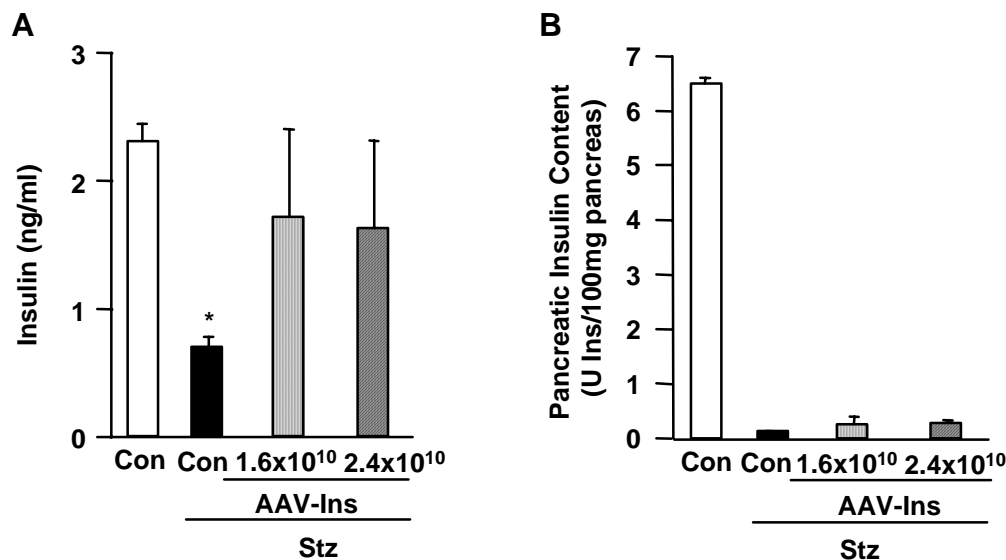 A
3
2
1
0
Insulin (ng/ml)
*
Con Con 1.6x10¹⁰ 2.4x10¹⁰
AAV-Ins
Stz
B
7
6
5
4
3
2
1
0
Pancreatic Insulin Content
(U Ins/100mg pancreas)
Con Con 1.6x10¹⁰ 2.4x10¹⁰
AAV-Ins
Stz